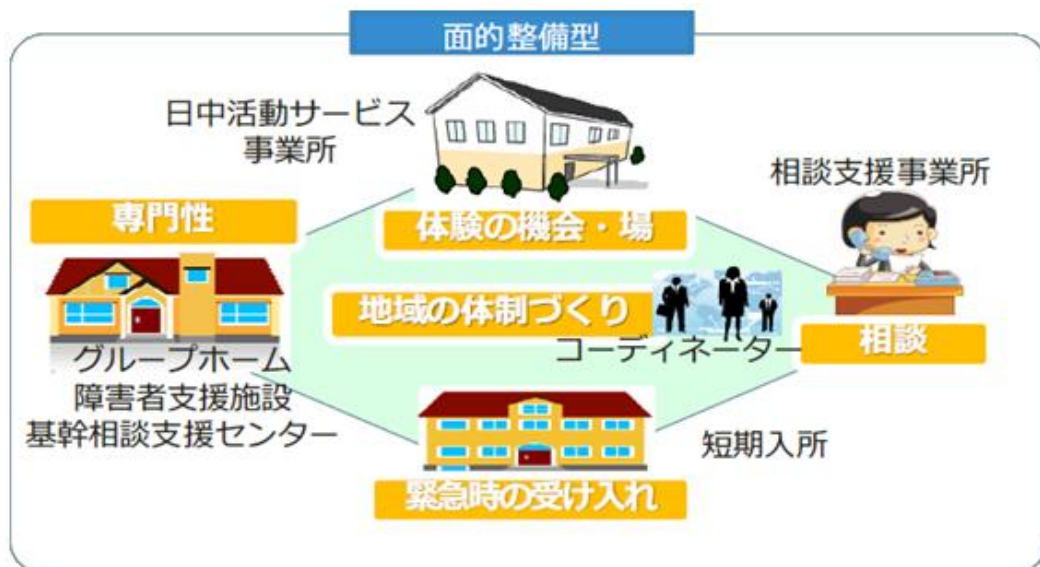 面的整備型
日中活動サービス
事業所
体験の機会・場
相談支援事業所
相談
専門性
グループホーム
障害者支援施設
基幹相談支援センター
地域の体制づくり
コーディネーター
短期入所
緊急時の受け入れ